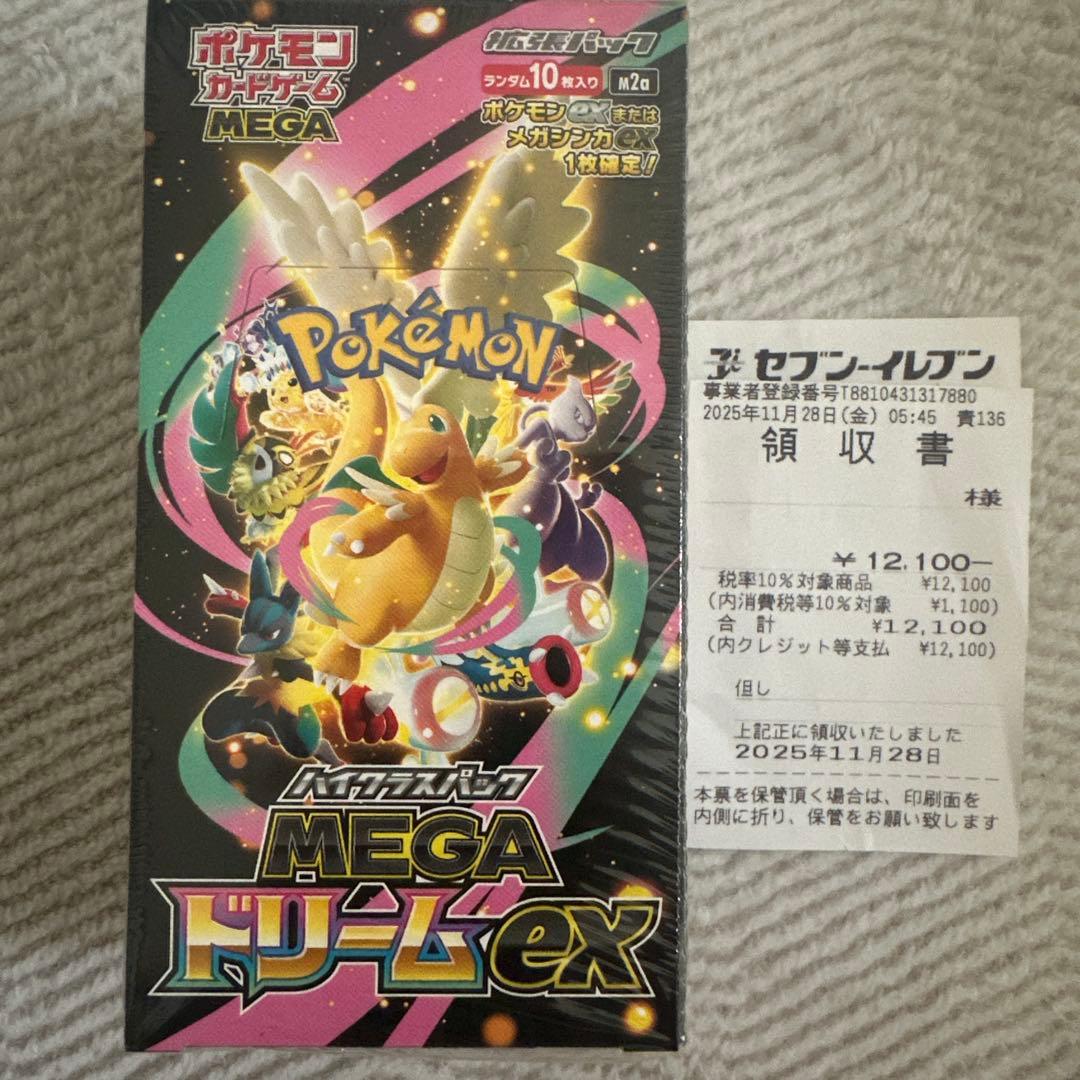 ポケモン
カードゲーム
MEGA
拡張パック
ランダム10枚入り M2a
ポケモンexまたは
メガシンカex
1枚確定!
POKéMON
ハイクラスパック
MEGA
ドリームex
セブン-イレブン
事業者登録番号T8810431317880
2025年11月28日(金) 05:45 責136
領収書
様
¥12,100-
税率10%対象商品 ¥12,100
(内消費税等10%対象 ¥1,100)
合計 ¥12,100
(内クレジット等支払 ¥12,100)
但し
上記正に領収いたしました
2025年11月28日
本票を保管頂く場合は、印刷面を
内側に折り、保管をお願い致します